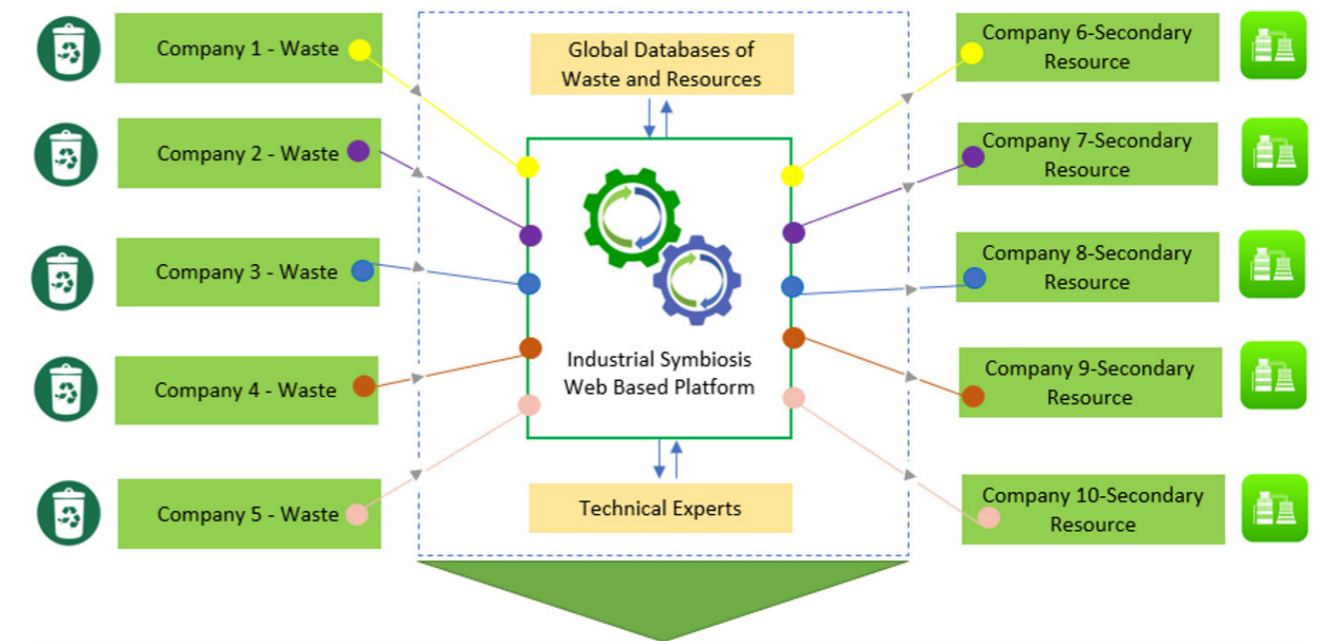 Company 1 - Waste
Company 2 - Waste
Company 3 - Waste
Company 4 - Waste
Company 5 - Waste
Global Databases of
Waste and Resources
Industrial Symbiosis
Web Based Platform
Technical Experts
Company 6-Secondary
Resource
Company 7-Secondary
Resource
Company 8-Secondary
Resource
Company 9-Secondary
Resource
Company 10-Secondary
Resource